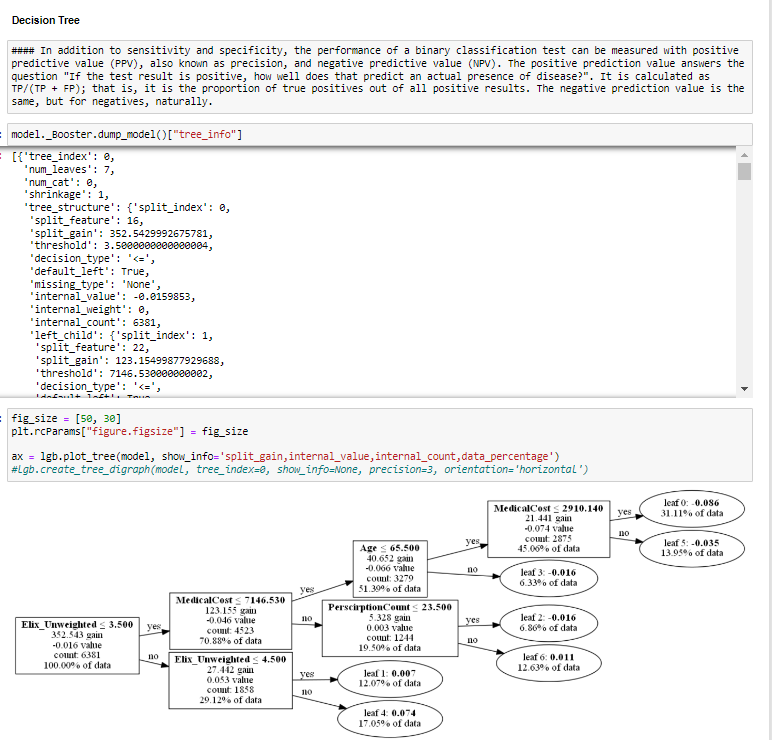 Decision Tree
#### In addition to sensitivity and specificity, the performance of a binary classification test can be measured with positive
predictive value (PPV), also known as precision, and negative predictive value (NPV). The positive prediction value answers the
question "If the test result is positive, how well does that predict an actual presence of disease?". It is calculated as
TP/(TP + FP); that is, it is the proportion of true positives out of all positive results. The negative prediction value is the
same, but for negatives, naturally.
model._Booster.dump_model()["tree_info"]
[{'tree_index': 0,
'num_leaves': 7,
'num_cat': 0,
'shrinkage': 1,
'tree_structure': {'split_index': 0,
'split_feature': 16,
'split_gain': 352.5429992675781,
'threshold': 3.5000000000000004,
'decision_type': '<=',
'default_left': True,
'missing_type': 'None',
'internal_value': -0.0159853,
'internal_weight': 0,
'internal_count': 6381,
'left_child': {'split_index': 1,
'split_feature': 22,
'split_gain': 123.15499877929688,
'threshold': 7146.530000000002,
'decision_type': '<=',
'default_left': True
fig_size = [50, 30]
plt.rcParams["figure.figsize"] = fig_size
ax = lgb.plot_tree(model, show_info='split_gain,internal_value,internal_count,data_percentage')
#lgb.create_tree_digraph(model, tree_index=0, show_info=None, precision=3, orientation='horizontal')
Elix_Unweighted ≤ 3.500
352.543 gain
-0.016 value
count: 6381
100.00% of data
yes
no
MedicalCost ≤ 7146.530
123.155 gain
-0.046 value
count: 4523
70.88% of data
yes
no
Elix_Unweighted ≤ 4.500
27.442 gain
0.053 value
count: 1858
29.12% of data
yes
no
Age ≤ 65.500
40.652 gain
-0.066 value
count: 3279
51.39% of data
yes
no
PerscirptionCount ≤ 23.500
5.328 gain
0.003 value
count: 1244
19.50% of data
yes
no
leaf 1: 0.007
12.07% of data
leaf 4: 0.074
17.05% of data
MedicalCost ≤ 2910.140
21.441 gain
-0.074 value
count: 2875
45.06% of data
yes
no
leaf 3: -0.016
6.33% of data
leaf 2: -0.016
6.86% of data
leaf 6: 0.011
12.63% of data
leaf 0: -0.086
31.11% of data
leaf 5: -0.035
13.95% of data